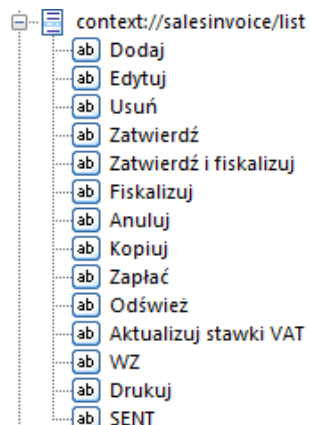 context://salesinvoice/list
ab Dodaj
ab Edytuj
ab Usuń
ab Zatwierdź
ab Zatwierdź i fiskalizuj
ab Fiskalizuj
ab Anuluj
ab Kopiuj
ab Zapłać
ab Odśwież
ab Aktualizuj stawki VAT
ab WZ
ab Drukuj
ab SENT